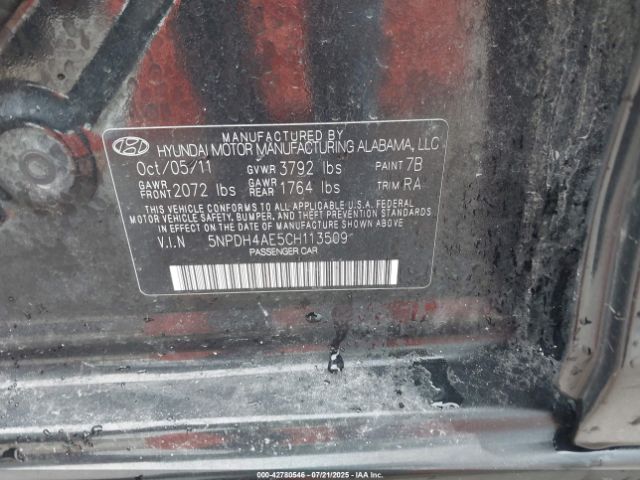 MANUFACTURED BY
HYUNDAI MOTOR MANUFACTURING ALABAMA, LLC
Oct/05/11 GVWR 3792 lbs PAINT 7B
GAWR FRONT 2072 lbs GAWR REAR 1764 lbs TRIM RA
THIS VEHICLE CONFORMS TO ALL APPLICABLE U.S.A. FEDERAL
MOTOR VEHICLE SAFETY, BUMPER, AND THEFT PREVENTION STANDARDS
IN EFFECT ON THE DATE OF MANUFACTURE SHOWN ABOVE.
V.I.N 5NPDH4AE5CH113509
PASSENGER CAR
000-42780546 - 07/21/2025 - IAA Inc.